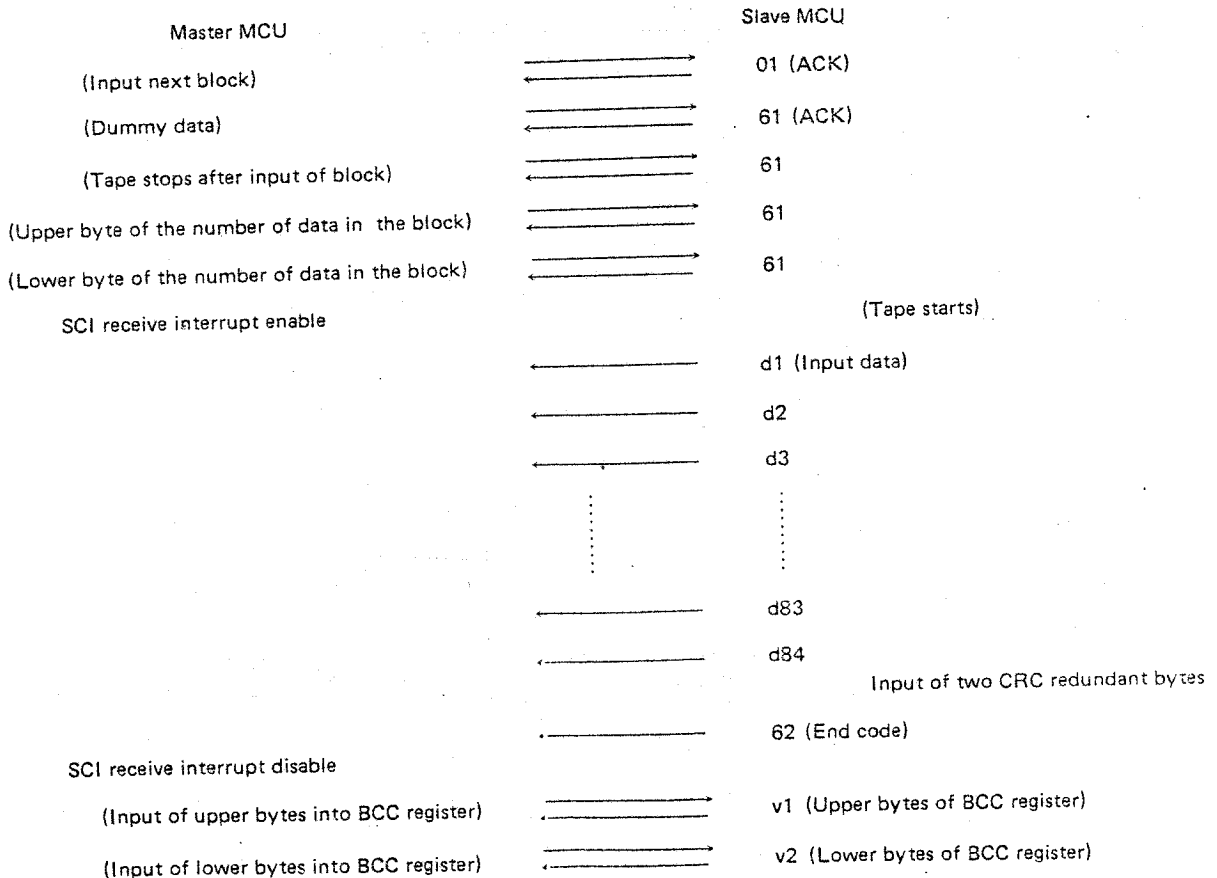 Master MCU Slave MCU
(Input next block) 01 (ACK)
(Dummy data) 61 (ACK)
(Tape stops after input of block) 61
(Upper byte of the number of data in the block) 61
(Lower byte of the number of data in the block) 61
(Tape starts)
SCI receive interrupt enable
d1 (Input data)
d2
d3
d83
d84
Input of two CRC redundant bytes
62 (End code)
SCI receive interrupt disable
(Input of upper bytes into BCC register) v1 (Upper bytes of BCC register)
(Input of lower bytes into BCC register) v2 (Lower bytes of BCC register)